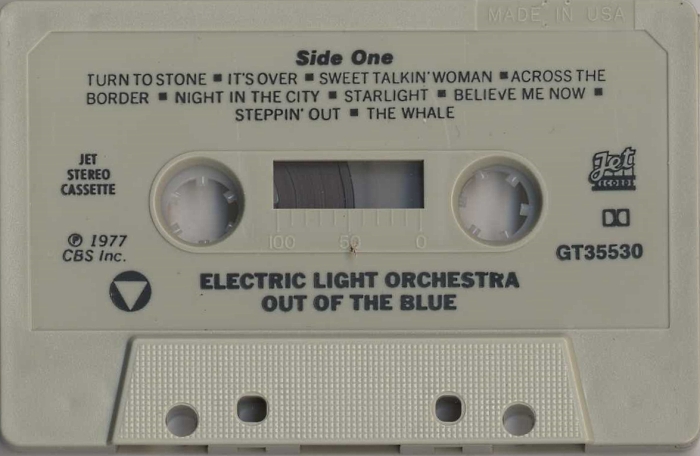 MADE IN USA
Side One
TURN TO STONE ■ IT'S OVER ■ SWEET TALKIN' WOMAN ■ ACROSS THE
BORDER ■ NIGHT IN THE CITY ■ STARLIGHT ■ BELIEVE ME NOW ■
STEPPIN' OUT ■ THE WHALE
JET
STEREO
CASSETTE
Jet
RECORDS
100 50 0
℗ 1977
CBS Inc.
GT35530
ELECTRIC LIGHT ORCHESTRA
OUT OF THE BLUE